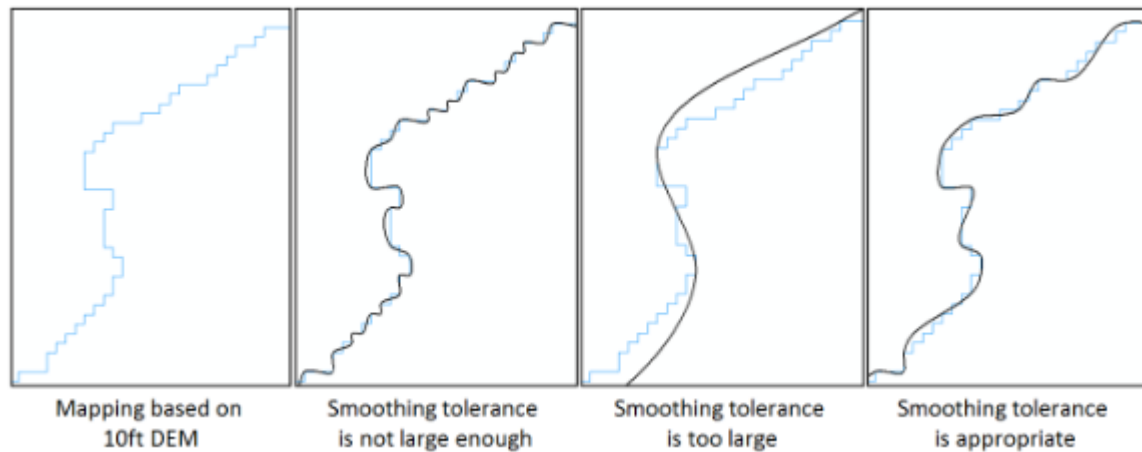 Mapping based on
10ft DEM
Smoothing tolerance
is not large enough
Smoothing tolerance
is too large
Smoothing tolerance
is appropriate